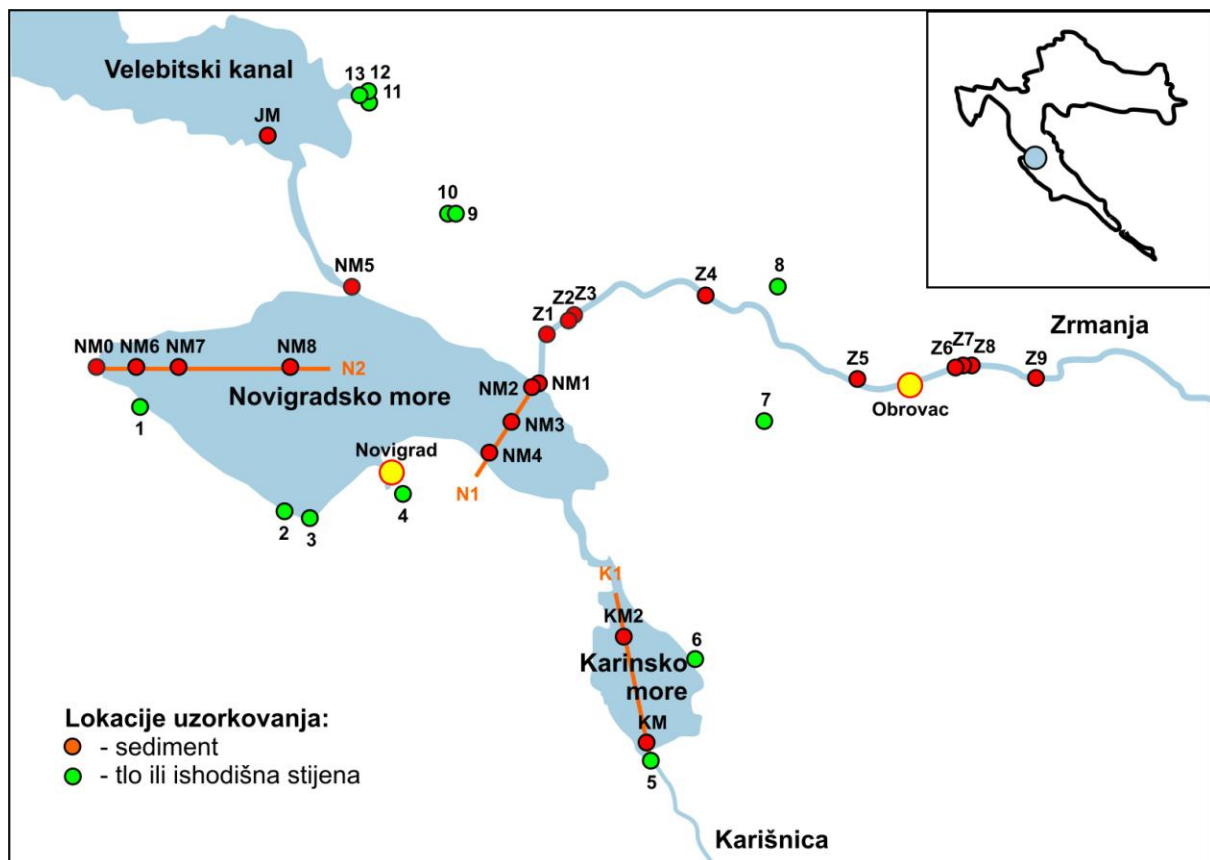 Velebitski kanal
13
12
11
JM
10
9
NM5
8
Z4
Z3
Z2
Z1
Zrmanja
NM0
NM6
NM7
NM8
N2
NM2
NM1
Z5
Z6
Z7
Z8
Z9
Novigradsko more
Obrovac
1
NM3
7
Novigrad
NM4
N1
4
2
3
K1
KM2
6
Karinsko
more
KM
5
Lokacije uzorkovanja:
- sediment
- tlo ili ishodišna stijena
Karišnica